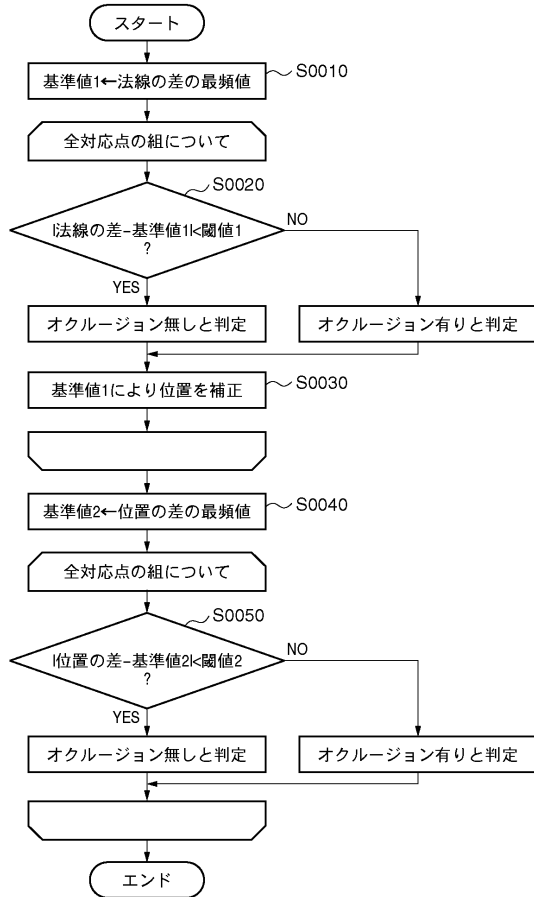 スタート
基準値1←法線の差の最頻値
S0010
全対応点の組について
S0020
|法線の差−基準値1|<閾値1
?
NO
YES
オクルージョン無しと判定
オクルージョン有りと判定
基準値1により位置を補正
S0030
基準値2←位置の差の最頻値
S0040
全対応点の組について
S0050
|位置の差−基準値2|<閾値2
?
NO
YES
オクルージョン無しと判定
オクルージョン有りと判定
エンド